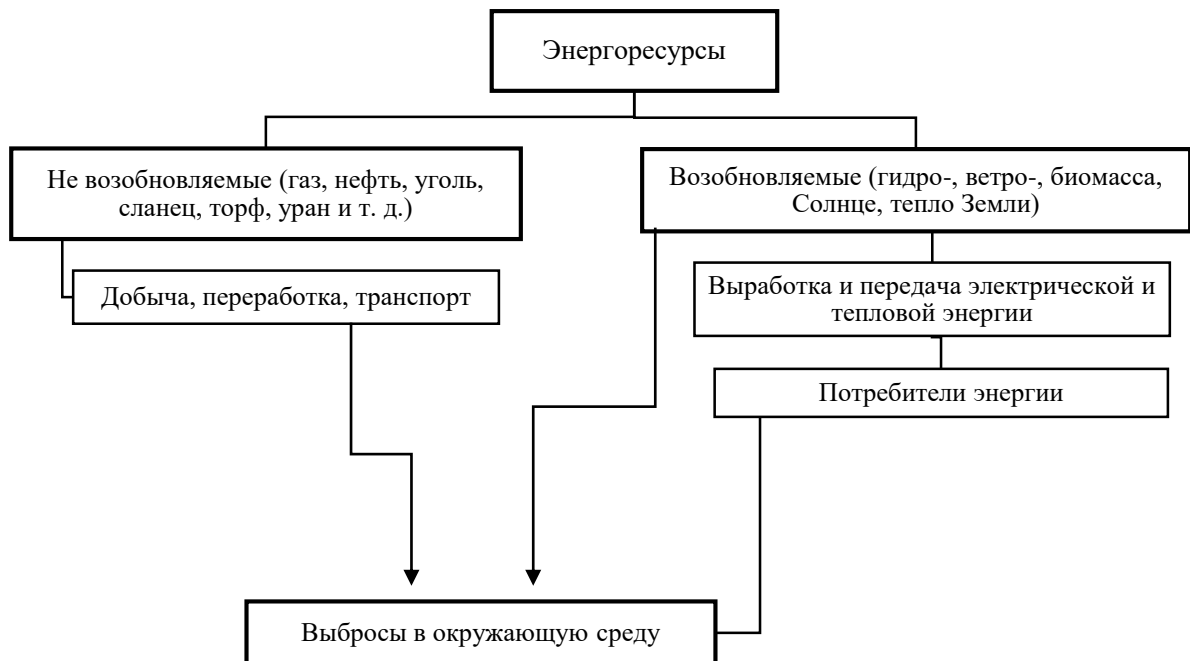 Энергоресурсы
Не возобновляемые (газ, нефть, уголь,
сланец, торф, уран и т. д.)
Возобновляемые (гидро-, ветро-, биомасса,
Солнце, тепло Земли)
Добыча, переработка, транспорт
Выработка и передача электрической и
тепловой энергии
Потребители энергии
Выбросы в окружающую среду